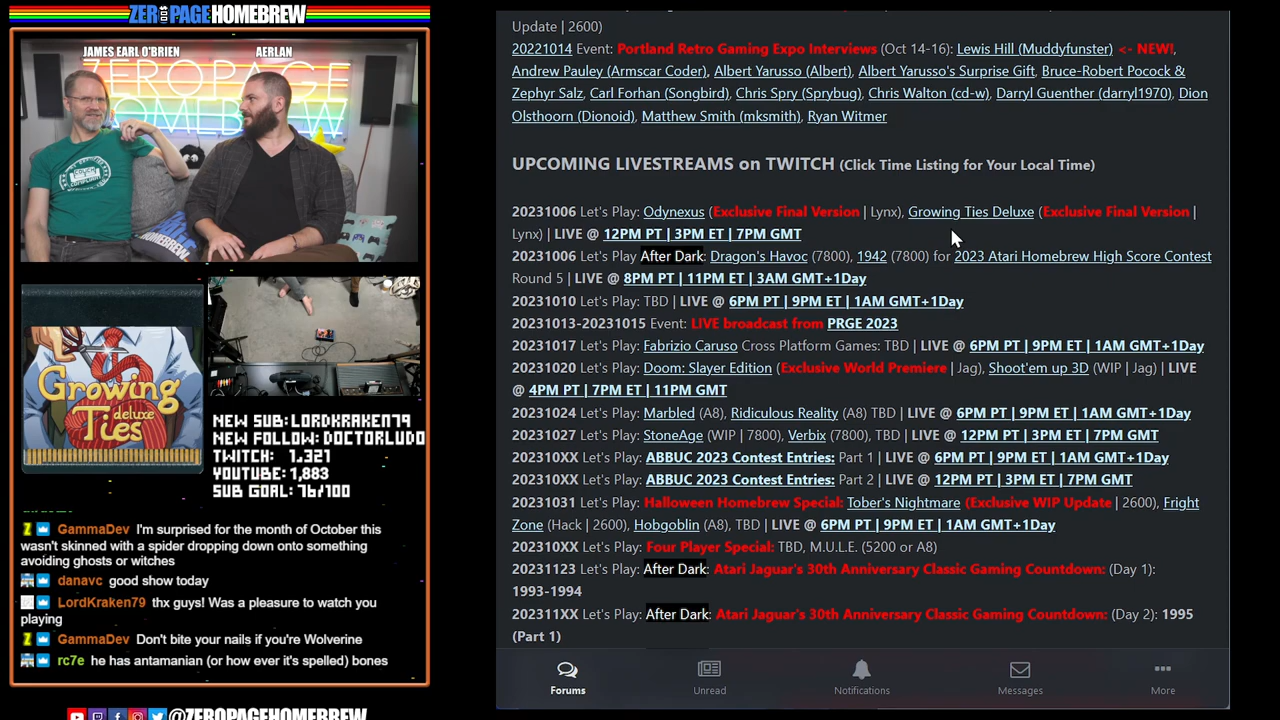 ZEROPAGE HOMEBREW
JAMES EARL O'BRIEN
AERLAN
ZEROPAGE
HOMEBREW
Growing
Ties
deluxe
NEW SUB: LORDKRAKEN79
NEW FOLLOW: DOCTORLUDO
TWITCH: 1,321
YOUTUBE: 1,883
SUB GOAL: 76/100
GammaDev I'm surprised for the month of October this
wasn't skinned with a spider dropping down onto something
avoiding ghosts or witches
danavc good show today
LordKraken79 thx guys! Was a pleasure to watch you
playing
GammaDev Don't bite your nails if you're Wolverine
rc7e he has antamanian (or how ever it's spelled) bones
@ZEROPAGEHOMEBREW
Update | 2600)
20221014 Event: Portland Retro Gaming Expo Interviews (Oct 14-16): Lewis Hill (Muddyfunster) <- NEW!,
Andrew Pauley (Armscar Coder), Albert Yarusso (Albert), Albert Yarusso's Surprise Gift, Bruce-Robert Pocock &
Zephyr Salz, Carl Forhan (Songbird), Chris Spry (Sprybug), Chris Walton (cd-w), Darryl Guenther (darryl1970), Dion
Olsthoorn (Dionoid), Matthew Smith (mksmith), Ryan Witmer
UPCOMING LIVESTREAMS on TWITCH (Click Time Listing for Your Local Time)
20231006 Let's Play: Odynexus (Exclusive Final Version | Lynx), Growing Ties Deluxe (Exclusive Final Version |
Lynx) | LIVE @ 12PM PT | 3PM ET | 7PM GMT
20231006 Let's Play After Dark: Dragon's Havoc (7800), 1942 (7800) for 2023 Atari Homebrew High Score Contest
Round 5 | LIVE @ 8PM PT | 11PM ET | 3AM GMT+1Day
20231010 Let's Play: TBD | LIVE @ 6PM PT | 9PM ET | 1AM GMT+1Day
20231013-20231015 Event: LIVE broadcast from PRGE 2023
20231017 Let's Play: Fabrizio Caruso Cross Platform Games: TBD | LIVE @ 6PM PT | 9PM ET | 1AM GMT+1Day
20231020 Let's Play: Doom: Slayer Edition (Exclusive World Premiere | Jag), Shoot'em up 3D (WIP | Jag) | LIVE
@ 4PM PT | 7PM ET | 11PM GMT
20231024 Let's Play: Marbled (A8), Ridiculous Reality (A8) TBD | LIVE @ 6PM PT | 9PM ET | 1AM GMT+1Day
20231027 Let's Play: StoneAge (WIP | 7800), Verbix (7800), TBD | LIVE @ 12PM PT | 3PM ET | 7PM GMT
202310XX Let's Play: ABBUC 2023 Contest Entries: Part 1 | LIVE @ 6PM PT | 9PM ET | 1AM GMT+1Day
202310XX Let's Play: ABBUC 2023 Contest Entries: Part 2 | LIVE @ 12PM PT | 3PM ET | 7PM GMT
20231031 Let's Play: Halloween Homebrew Special: Tober's Nightmare (Exclusive WIP Update | 2600), Fright
Zone (Hack | 2600), Hobgoblin (A8), TBD | LIVE @ 6PM PT | 9PM ET | 1AM GMT+1Day
202310XX Let's Play: Four Player Special: TBD, M.U.L.E. (5200 or A8)
20231123 Let's Play: After Dark: Atari Jaguar's 30th Anniversary Classic Gaming Countdown: (Day 1):
1993-1994
202311XX Let's Play: After Dark: Atari Jaguar's 30th Anniversary Classic Gaming Countdown: (Day 2): 1995
(Part 1)
Forums
Unread
Notifications
Messages
More